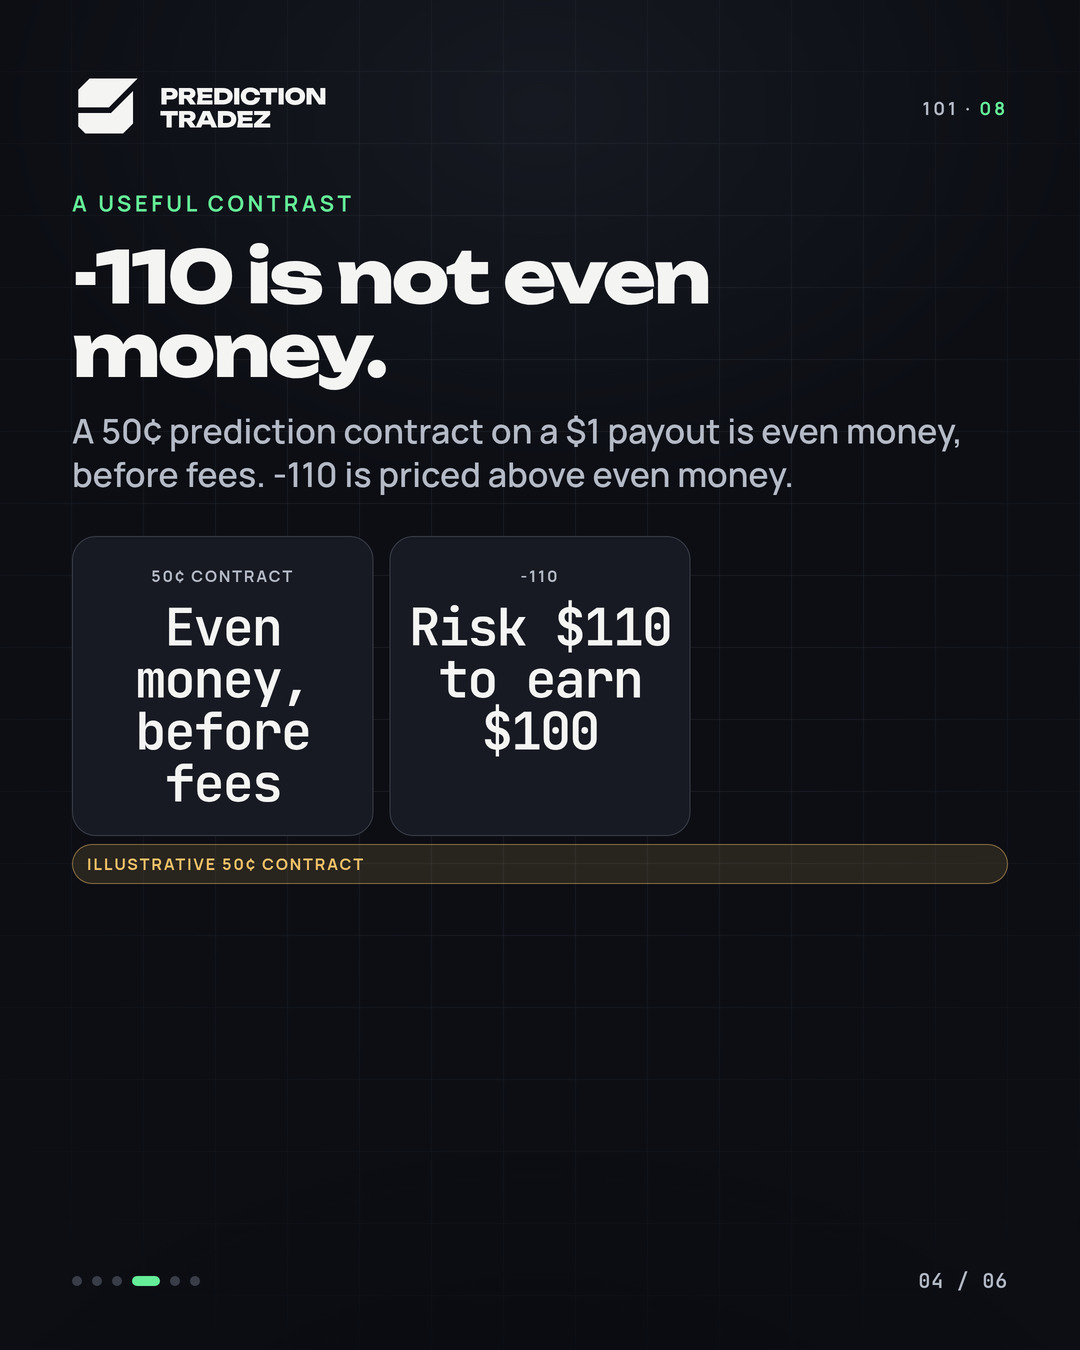 PREDICTION
TRADEZ
101 · 08
A USEFUL CONTRAST
-110 is not even
money.
A 50¢ prediction contract on a $1 payout is even money,
before fees. -110 is priced above even money.
50¢ CONTRACT
Even
money,
before
fees
-110
Risk $110
to earn
$100
ILLUSTRATIVE 50¢ CONTRACT
04 / 06